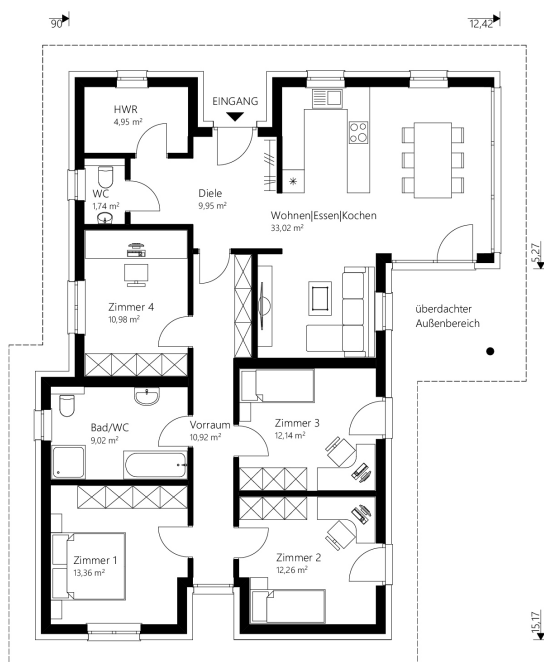 90
12,42
HWR
4,95 m²
EINGANG
WC
1,74 m²
Diele
9,95 m²
Wohnen|Essen|Kochen
33,02 m²
5,27
Zimmer 4
10,98 m²
überdachter
Außenbereich
Bad/WC
9,02 m²
Vorraum
10,92 m²
Zimmer 3
12,14 m²
Zimmer 1
13,36 m²
Zimmer 2
12,26 m²
15,17